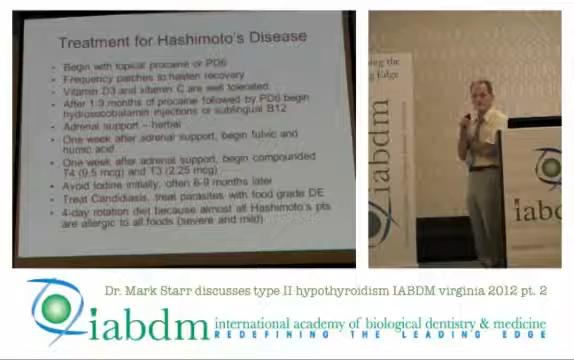 Treatment for Hashimoto's Disease
• Begin with topical procaine or PD6
• Frequency patches to hasten recovery
• Vitamin D3 and vitamin C are well tolerated
• After 1-3 months of procaine followed by PD6 begin
hydroxocobalamin injections or sublingual B12
• Adrenal support – herbal
• One week after adrenal support, begin fulvic and
humic acid
• One week after adrenal support, begin compounded
T4 (9.5 mcg) and T3 (2.25 mcg)
• Avoid Iodine initially, often 6-9 months later
• Treat Candidiasis, treat parasites with food grade DE
• 4-day rotation diet because almost all Hashimoto's pts
are allergic to all foods (severe and mild)
ing the
g Edge
iabdm
iabd
Dr. Mark Starr discusses type II hypothyroidism IABDM virginia 2012 pt. 2
iabdm international academy of biological dentistry & medicine
REDEFINING THE LEADING EDGE